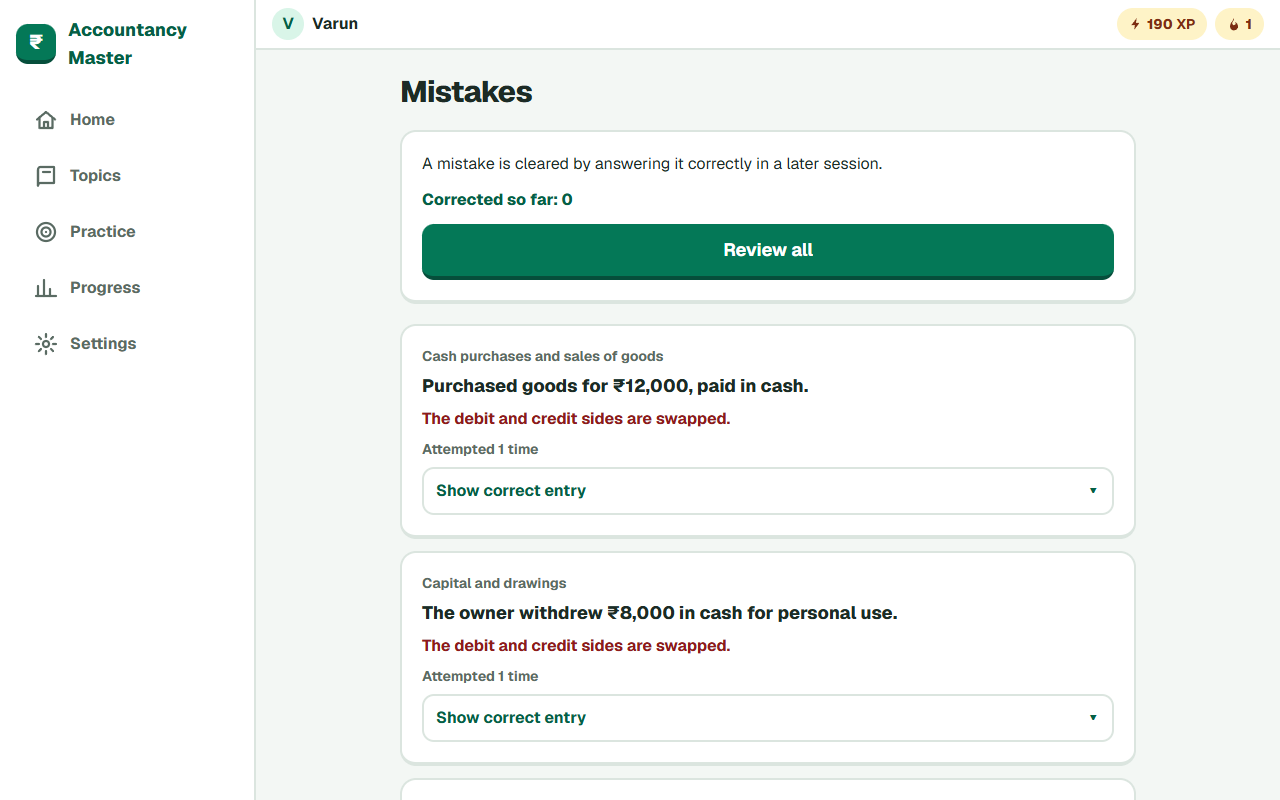 ₹
Accountancy
Master
Home
Topics
Practice
Progress
Settings
V
Varun
190 XP
1
Mistakes
A mistake is cleared by answering it correctly in a later session.
Corrected so far: 0
Review all
Cash purchases and sales of goods
Purchased goods for ₹12,000, paid in cash.
The debit and credit sides are swapped.
Attempted 1 time
Show correct entry
Capital and drawings
The owner withdrew ₹8,000 in cash for personal use.
The debit and credit sides are swapped.
Attempted 1 time
Show correct entry